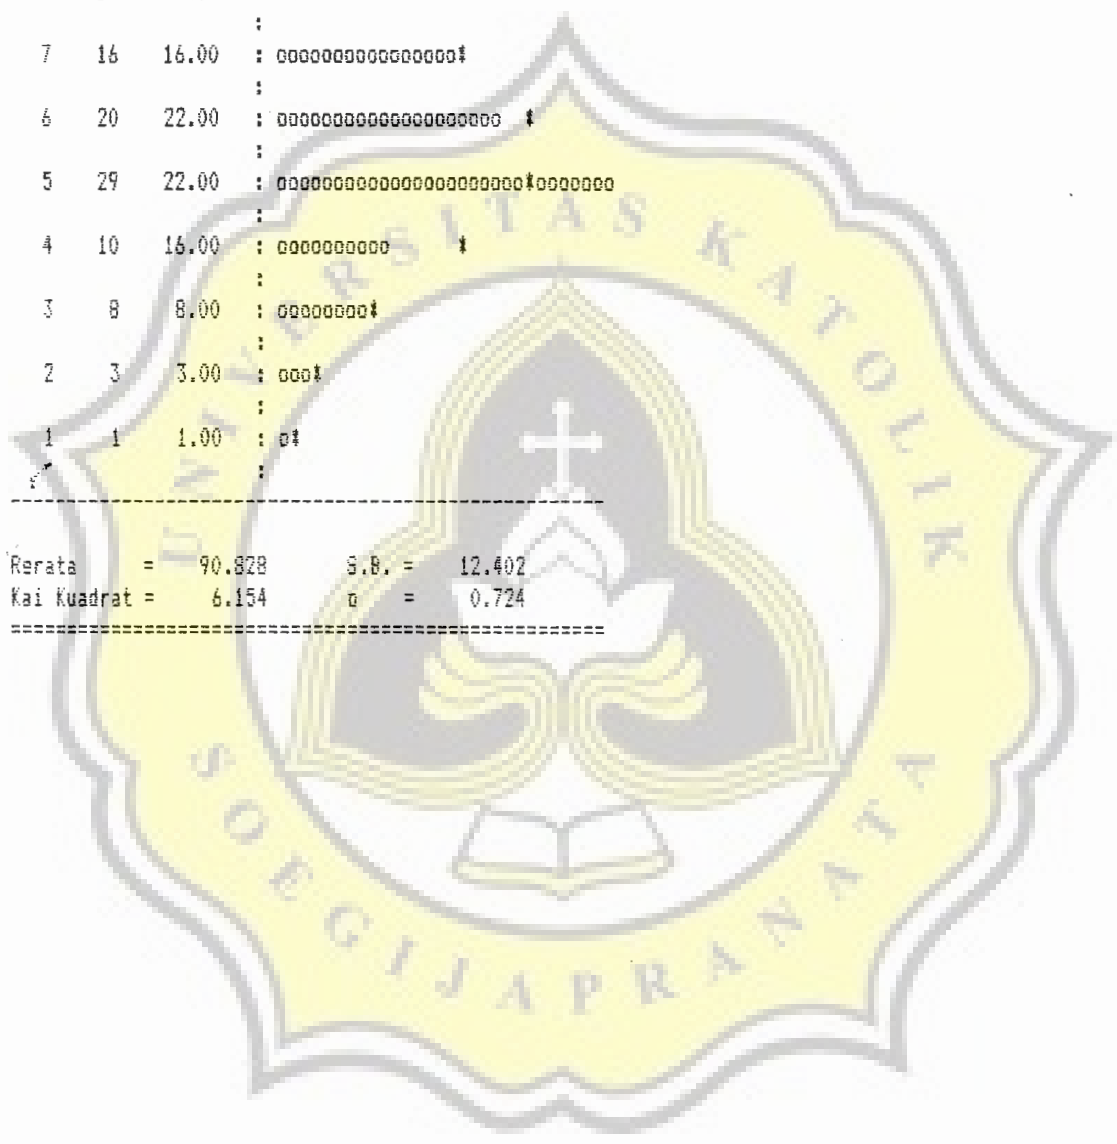 :
7 16 16.00 : oooooooooooooooo*
:
6 20 22.00 : oooooooooooooooooooo *
:
5 29 22.00 : oooooooooooooooooooooo*ooooooo
:
4 10 16.00 : oooooooooo *
:
3 8 8.00 : oooooooo*
:
2 3 3.00 : ooo*
:
1 1 1.00 : o*
:
------------------------------------------------------------------
Rerata = 90.828 S.B. = 12.402
Kai Kuadrat = 6.154 p = 0.724
==================================================================
UNIVERSITAS KATOLIK
SOEGIJAPRANATA